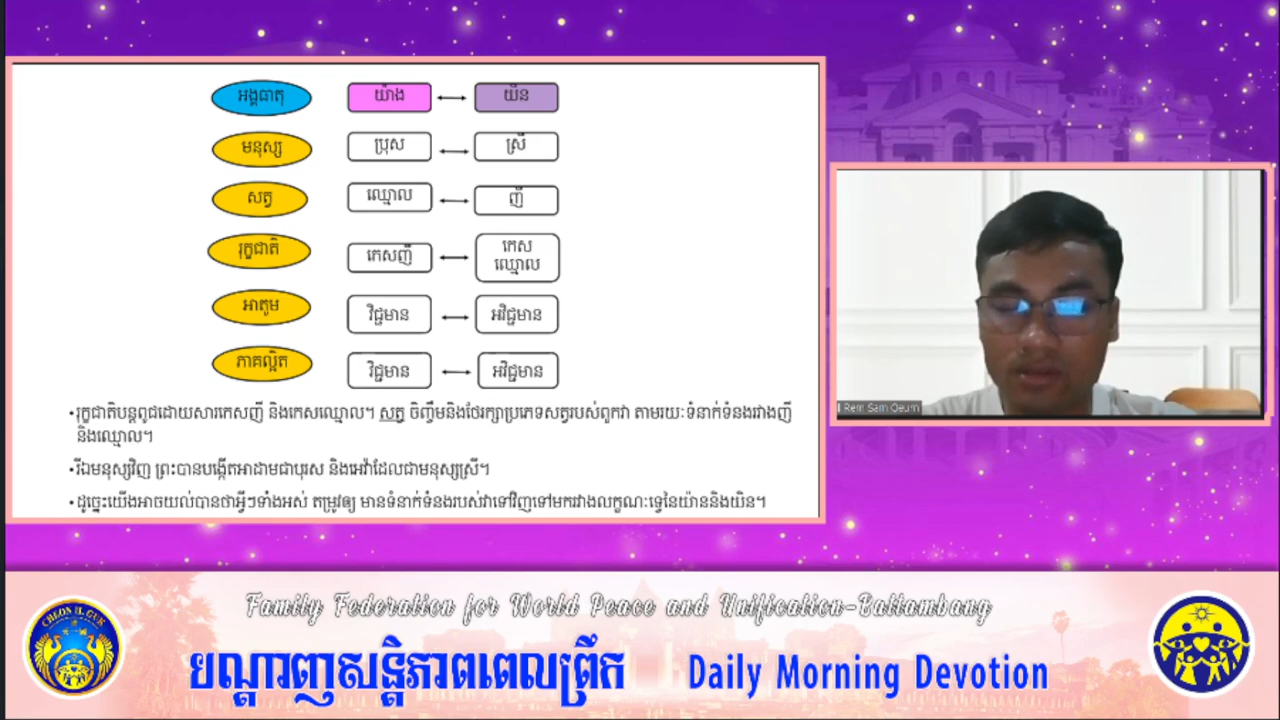 អង្គធាតុ យ៉ាង យីន
មនុស្ស ប្រុស ស្រី
សត្វ ឈ្មោល ញី
រុក្ខជាតិ កេសញី កេស
ឈ្មោល
អាតូម វិជ្ជមាន អវិជ្ជមាន
ភាគល្អិត វិជ្ជមាន អវិជ្ជមាន
•រុក្ខជាតិបន្តពូជដោយសារកេសញី និងកេសឈ្មោល។ សត្វ ចិញ្ចឹមនិងថែរក្សាប្រភេទសត្វរបស់ពួកវា តាមរយៈទំនាក់ទំនងរវាងញី
និងឈ្មោល។
•រីឯមនុស្សវិញ ព្រះបានបង្កើតអាដាមជាបុរស និងអេវ៉ាដែលជាមនុស្សស្រី។
•ដូច្នេះយើងអាចយល់បានថាអ្វីៗទាំងអស់ តម្រូវឲ្យ មានទំនាក់ទំនងរបស់វាទៅវិញទៅមករវាងលក្ខណៈទ្វេនៃយ៉ាននិងយិន។
Rem Sam Oeurn
Family Federation for World Peace and Unification-Battambang
បណ្តាញសន្តិភាពពេលព្រឹក Daily Morning Devotion
CHEON IL GUK